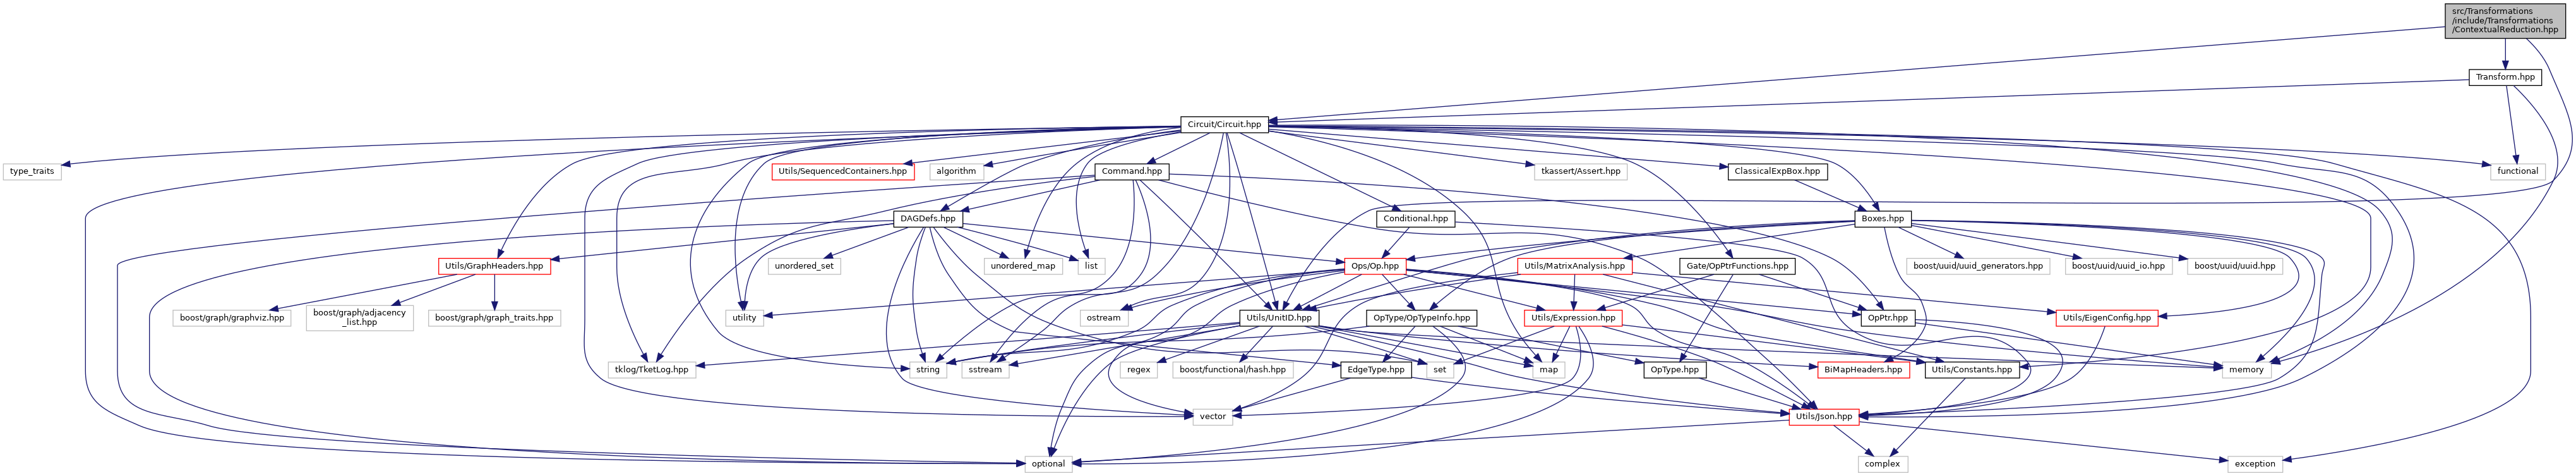 src/Transformations
/include/Transformations
/ContextualReduction.hpp
Transform.hpp
Circuit/Circuit.hpp
type_traits
Utils/SequencedContainers.hpp
algorithm
Command.hpp
tkassert/Assert.hpp
ClassicalExpBox.hpp
functional
DAGDefs.hpp
Conditional.hpp
Boxes.hpp
Utils/GraphHeaders.hpp
unordered_set
unordered_map
list
Ops/Op.hpp
Utils/MatrixAnalysis.hpp
Gate/OpPtrFunctions.hpp
boost/uuid/uuid_generators.hpp
boost/uuid/uuid_io.hpp
boost/uuid/uuid.hpp
boost/graph/graphviz.hpp
boost/graph/adjacency
_list.hpp
boost/graph/graph_traits.hpp
utility
ostream
Utils/UnitID.hpp
OpType/OpTypeInfo.hpp
Utils/Expression.hpp
OpPtr.hpp
Utils/EigenConfig.hpp
tklog/TketLog.hpp
string
sstream
regex
boost/functional/hash.hpp
EdgeType.hpp
set
map
OpType.hpp
BiMapHeaders.hpp
Utils/Constants.hpp
memory
vector
Utils/Json.hpp
optional
complex
exception